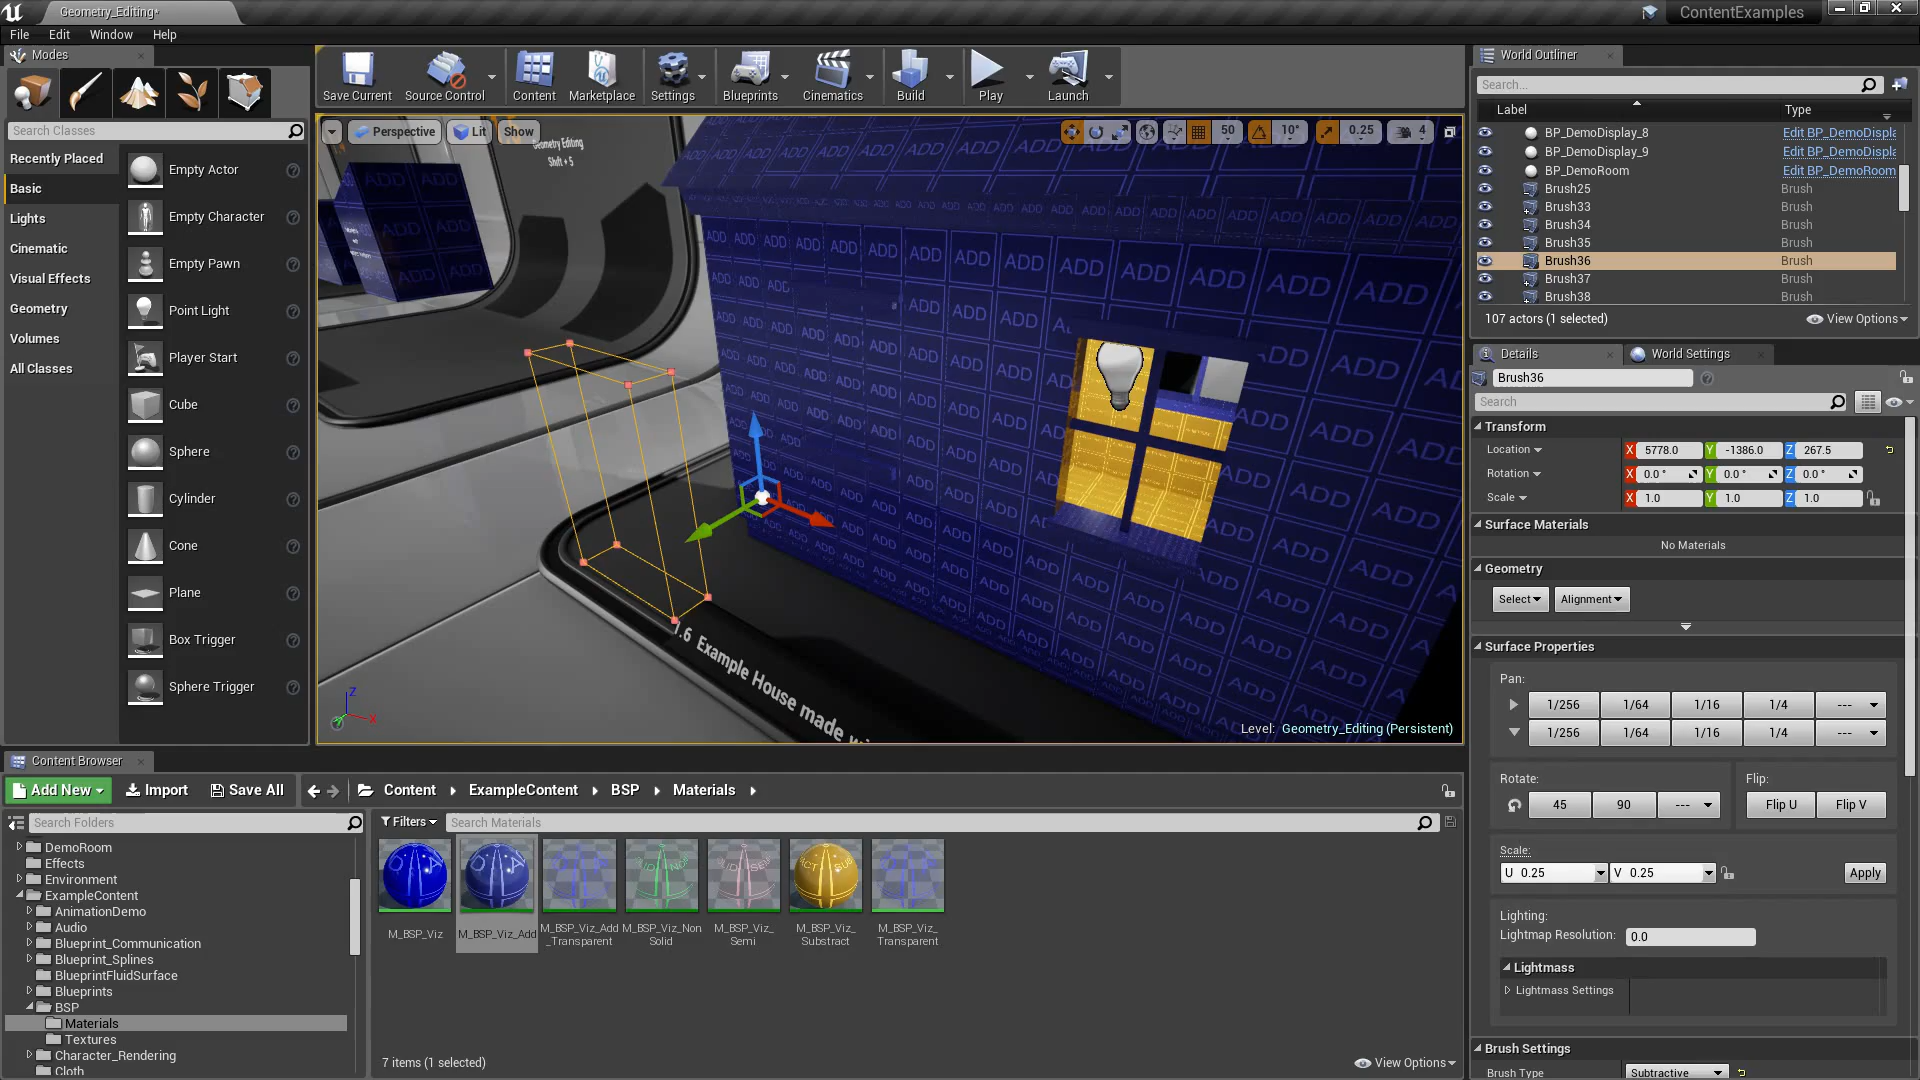 Geometry_Editing*
ContentExamples
File Edit Window Help
Modes
Search Classes
Recently Placed
Basic
Lights
Cinematic
Visual Effects
Geometry
Volumes
All Classes
Empty Actor
Empty Character
Empty Pawn
Point Light
Player Start
Cube
Sphere
Cylinder
Cone
Plane
Box Trigger
Sphere Trigger
Save Current
Source Control
Content
Marketplace
Settings
Blueprints
Cinematics
Build
Play
Launch
Perspective
Lit
Show
50
10°
0.25
4
Geometry Editing
Shift + 5
ADD
1.6 Example House made
Z
X
Level: Geometry_Editing (Persistent)
World Outliner
Search...
Label Type
BP_DemoDisplay_8 Edit BP_DemoDispla
BP_DemoDisplay_9 Edit BP_DemoDispla
BP_DemoRoom Edit BP_DemoRoom
Brush25 Brush
Brush33 Brush
Brush34 Brush
Brush35 Brush
Brush36 Brush
Brush37 Brush
Brush38 Brush
107 actors (1 selected)
View Options
Details
World Settings
Brush36
Search
Transform
Location X 5778.0 Y -1386.0 Z 267.5
Rotation X 0.0 ° Y 0.0 ° Z 0.0 °
Scale X 1.0 Y 1.0 Z 1.0
Surface Materials
No Materials
Geometry
Select
Alignment
Surface Properties
Pan:
1/256 1/64 1/16 1/4 ---
1/256 1/64 1/16 1/4 ---
Rotate:
Flip:
45 90 ---
Flip U Flip V
Scale:
U 0.25 V 0.25 Apply
Lighting:
Lightmap Resolution: 0.0
Lightmass
Lightmass Settings
Brush Settings
Brush Type Subtractive
Content Browser
Add New
Import
Save All
Content ExampleContent BSP Materials
Search Folders
DemoRoom
Effects
Environment
ExampleContent
AnimationDemo
Audio
Blueprint_Communication
Blueprint_Splines
BlueprintFluidSurface
Blueprints
BSP
Materials
Textures
Character_Rendering
Cloth
Filters
Search Materials
M_BSP_Viz
M_BSP_Viz_Add
M_BSP_Viz_Add
_Transparent
M_BSP_Viz_Non
Solid
M_BSP_Viz_
Semi
M_BSP_Viz_
Substract
M_BSP_Viz_
Transparent
7 items (1 selected)
View Options